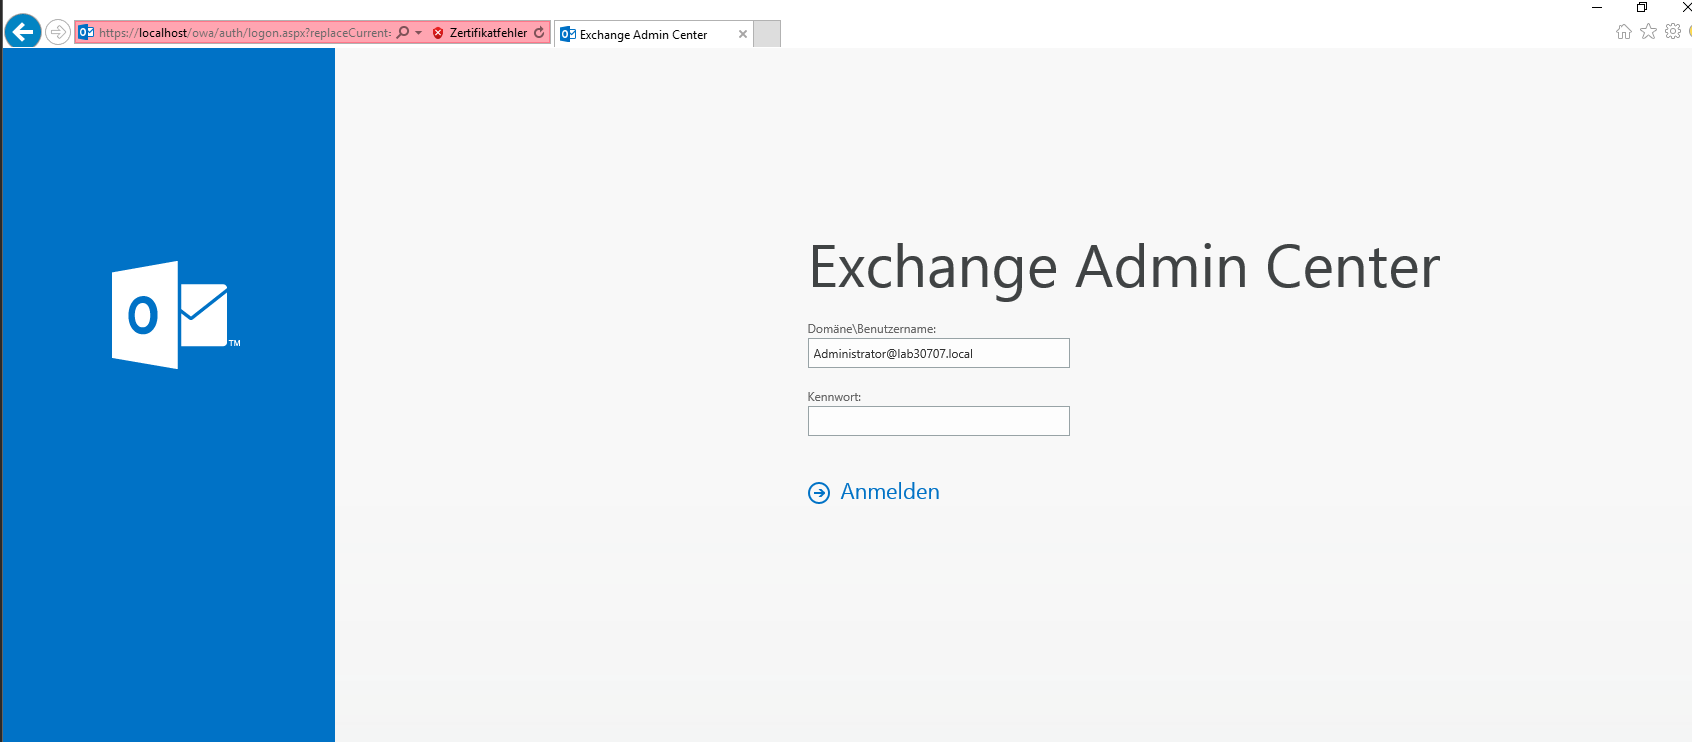 https://localhost/owa/auth/logon.aspx?replaceCurrent: Zertifikatfehler Exchange Admin Center
O
TM
Exchange Admin Center
Domäne\Benutzername:
Administrator@lab30707.local
Kennwort:
Anmelden